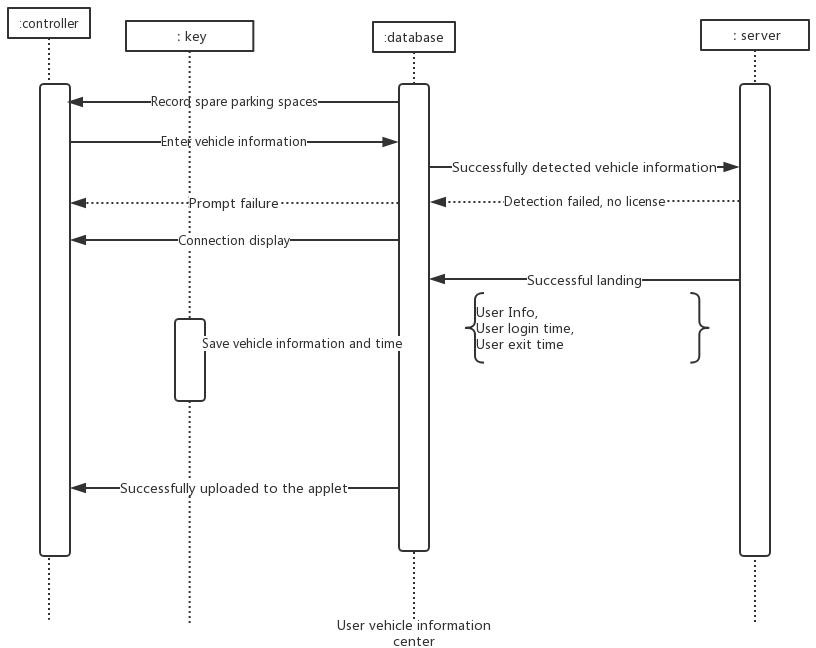 :controller
: key
:database
: server
Record spare parking spaces
Enter vehicle information
Successfully detected vehicle information
Prompt failure
Detection failed, no license
Connection display
Successful landing
User Info,
User login time,
User exit time
Save vehicle information and time
Successfully uploaded to the applet
User vehicle information
center